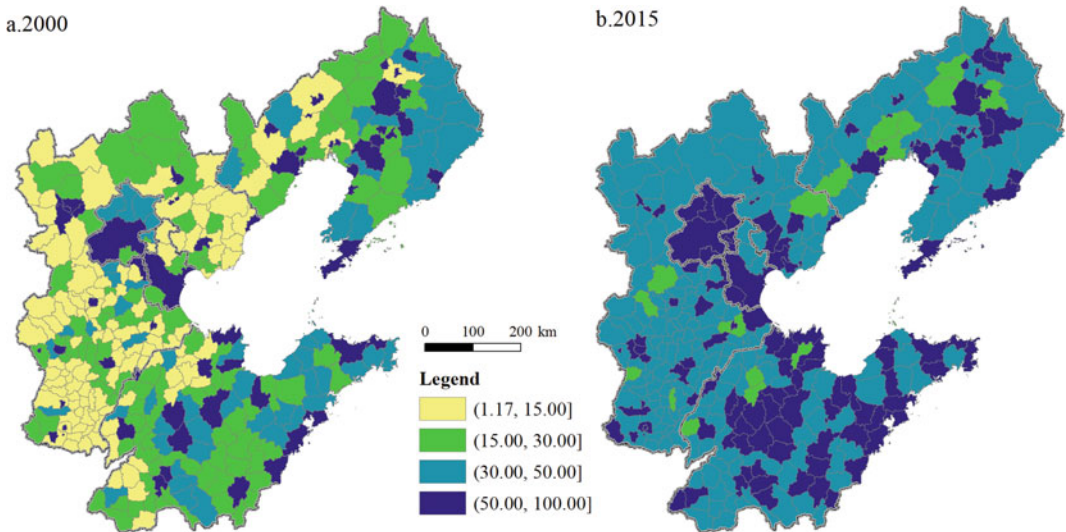 a.2000
b.2015
0 100 200 km
Legend
(1.17, 15.00]
(15.00, 30.00]
(30.00, 50.00]
(50.00, 100.00]